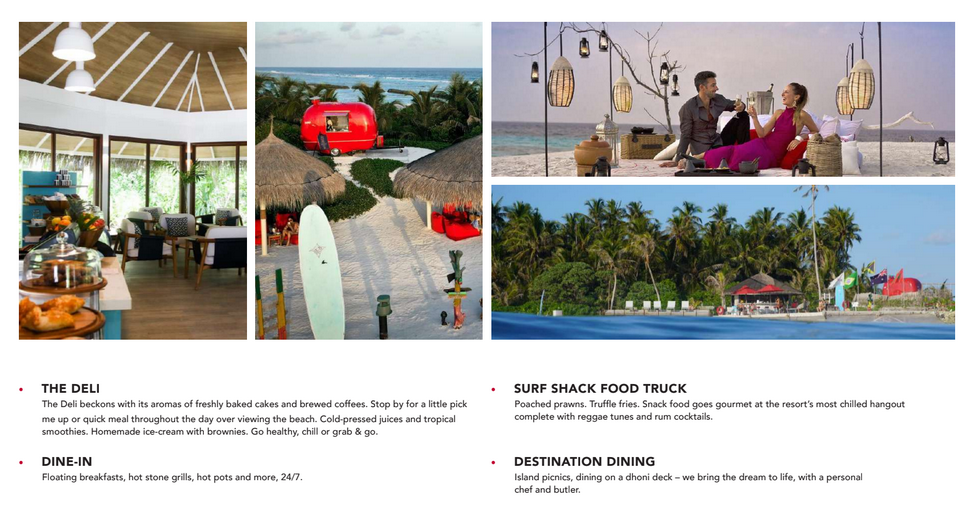 • THE DELI
The Deli beckons with its aromas of freshly baked cakes and brewed coffees. Stop by for a little pick
me up or quick meal throughout the day over viewing the beach. Cold-pressed juices and tropical
smoothies. Homemade ice-cream with brownies. Go healthy, chill or grab & go.
• DINE-IN
Floating breakfasts, hot stone grills, hot pots and more, 24/7.
• SURF SHACK FOOD TRUCK
Poached prawns. Truffle fries. Snack food goes gourmet at the resort’s most chilled hangout
complete with reggae tunes and rum cocktails.
• DESTINATION DINING
Island picnics, dining on a dhoni deck – we bring the dream to life, with a personal
chef and butler.